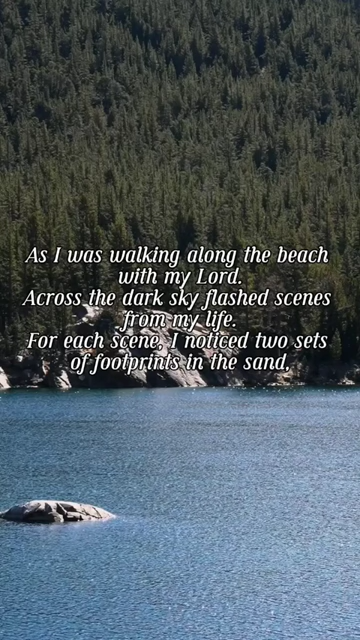 As I was walking along the beach
with my Lord.
Across the dark sky flashed scenes
from my life.
For each scene, I noticed two sets
of footprints in the sand,